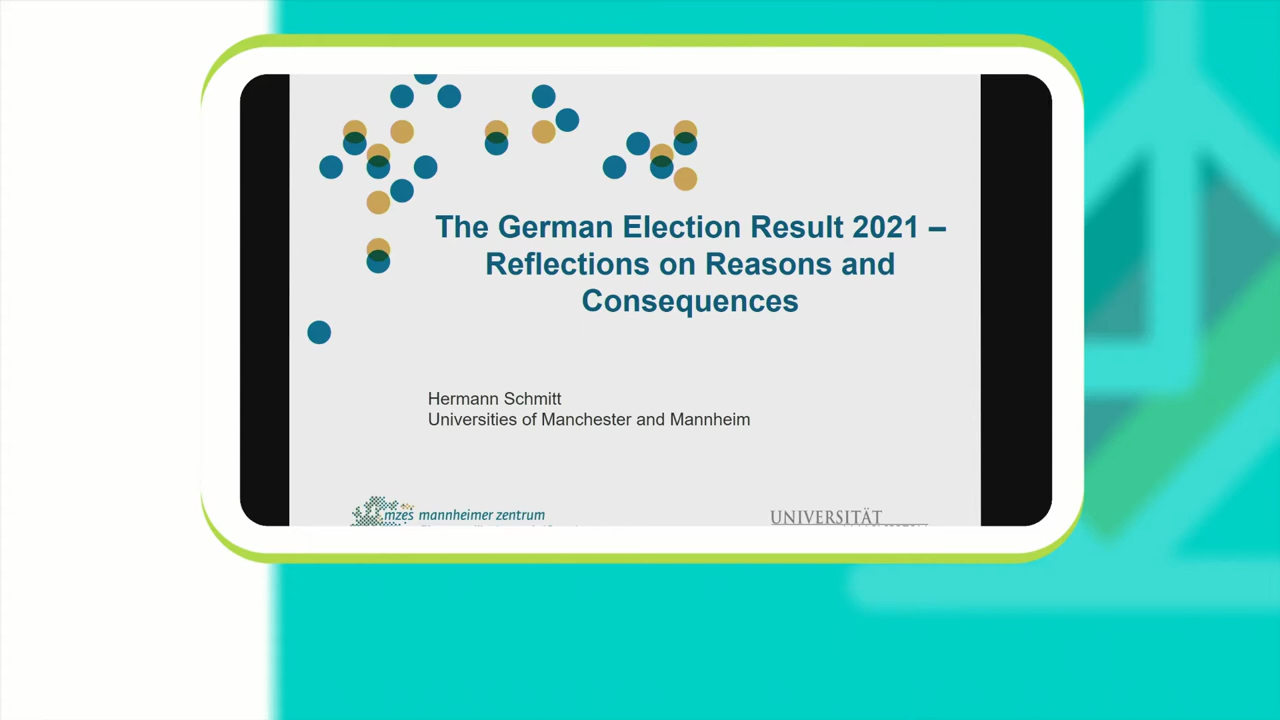 The German Election Result 2021 –
Reflections on Reasons and
Consequences
Hermann Schmitt
Universities of Manchester and Mannheim
mzes mannheimer zentrum
UNIVERSITÄT